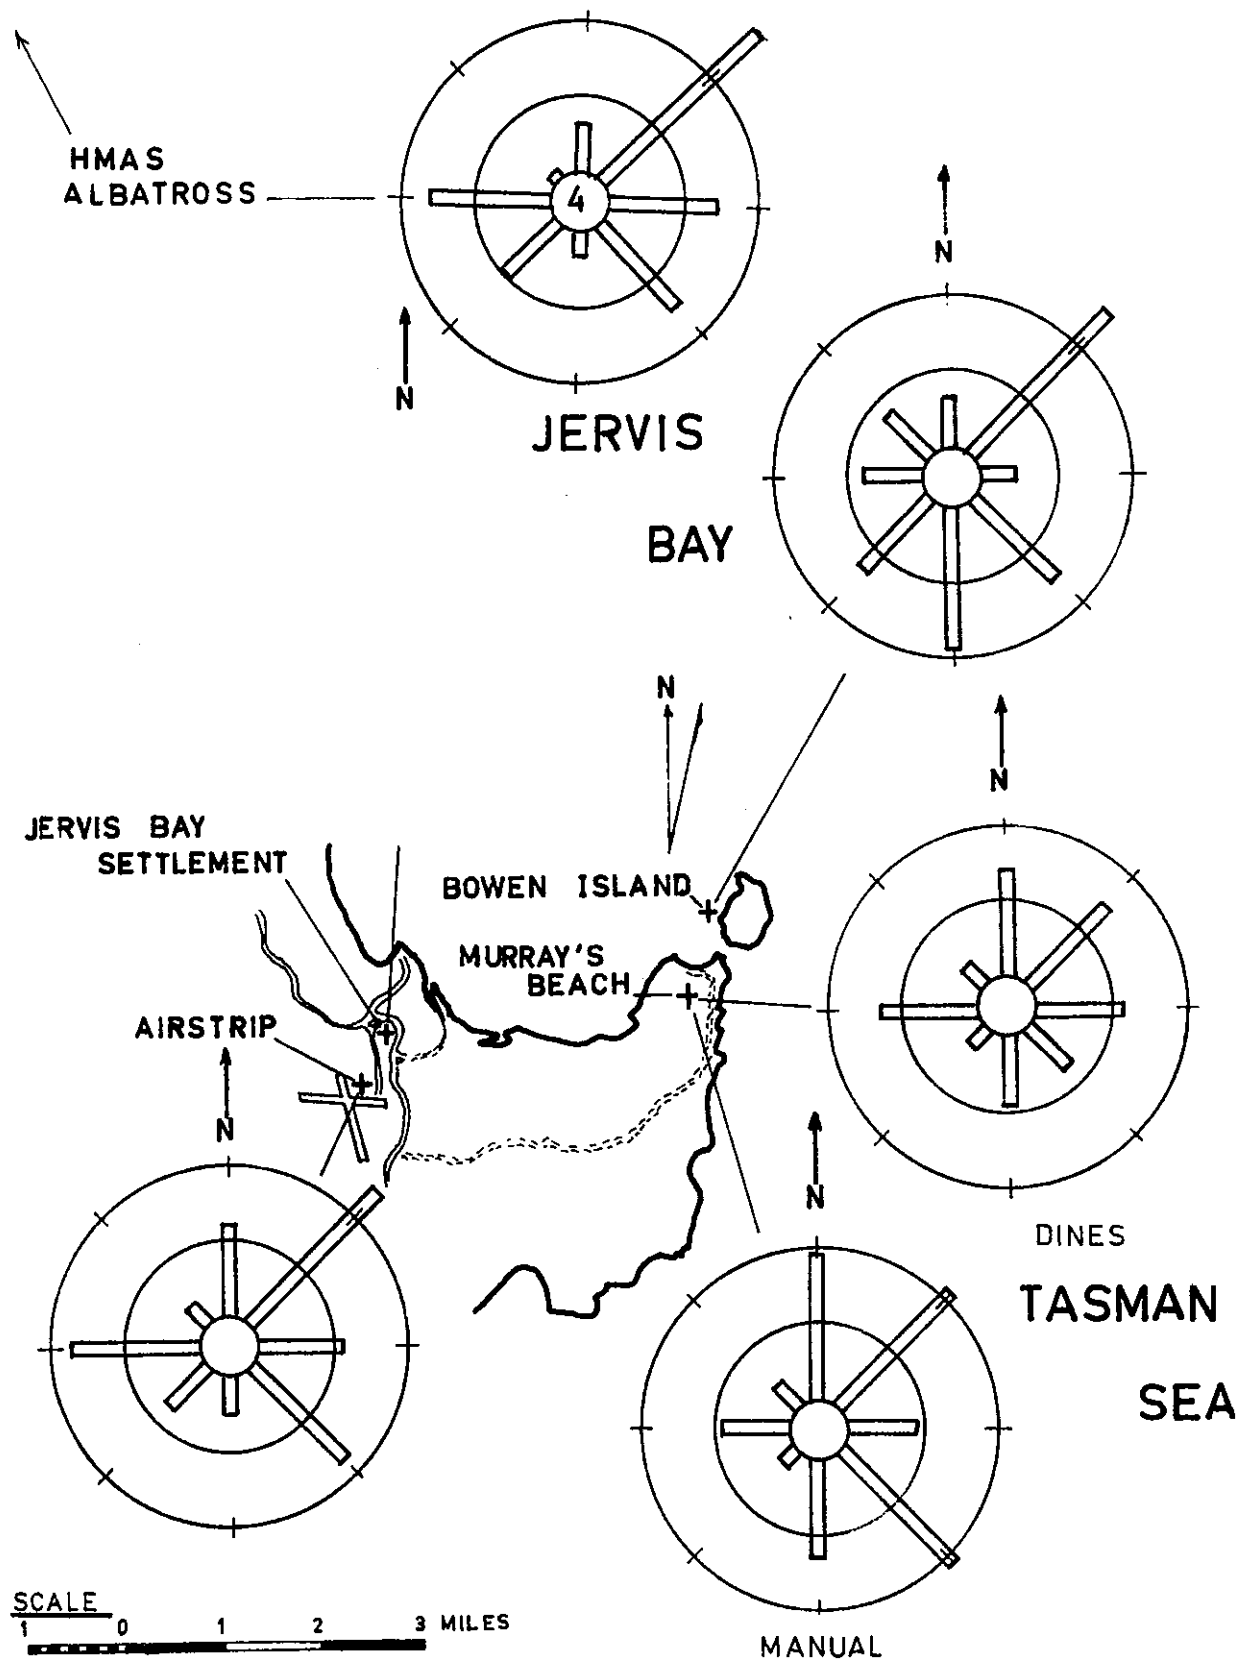 HMAS
ALBATROSS
4
N
N
JERVIS
BAY
N
N
JERVIS BAY
SETTLEMENT
BOWEN ISLAND
MURRAY'S
BEACH
AIRSTRIP
N
N
DINES
TASMAN
SEA
SCALE
1 0 1 2 3 MILES
MANUAL